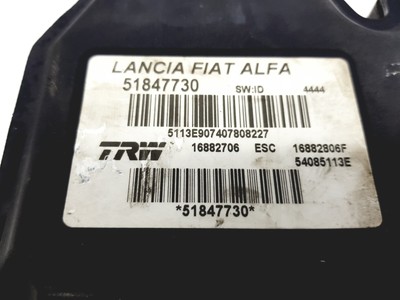 LANCIA FIAT ALFA
51847730 SW:ID 4444
5113E907407808227
TRW 16882706 ESC 16882806F
54085113E
*51847730*